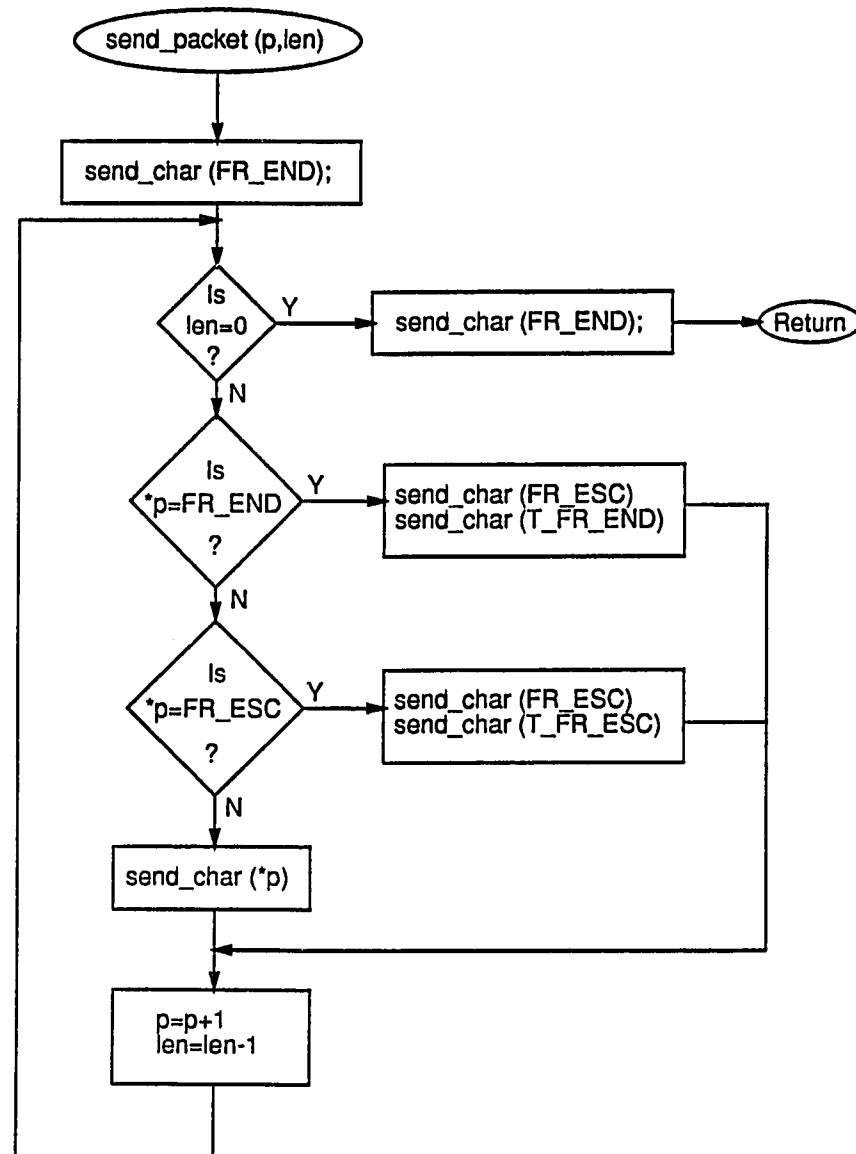 send_packet (p,len)
send_char (FR_END);
Is
len=0
?
Y
send_char (FR_END);
Return
N
Is
*p=FR_END
?
Y
send_char (FR_ESC)
send_char (T_FR_END)
N
Is
*p=FR_ESC
?
Y
send_char (FR_ESC)
send_char (T_FR_ESC)
N
send_char (*p)
p=p+1
len=len-1